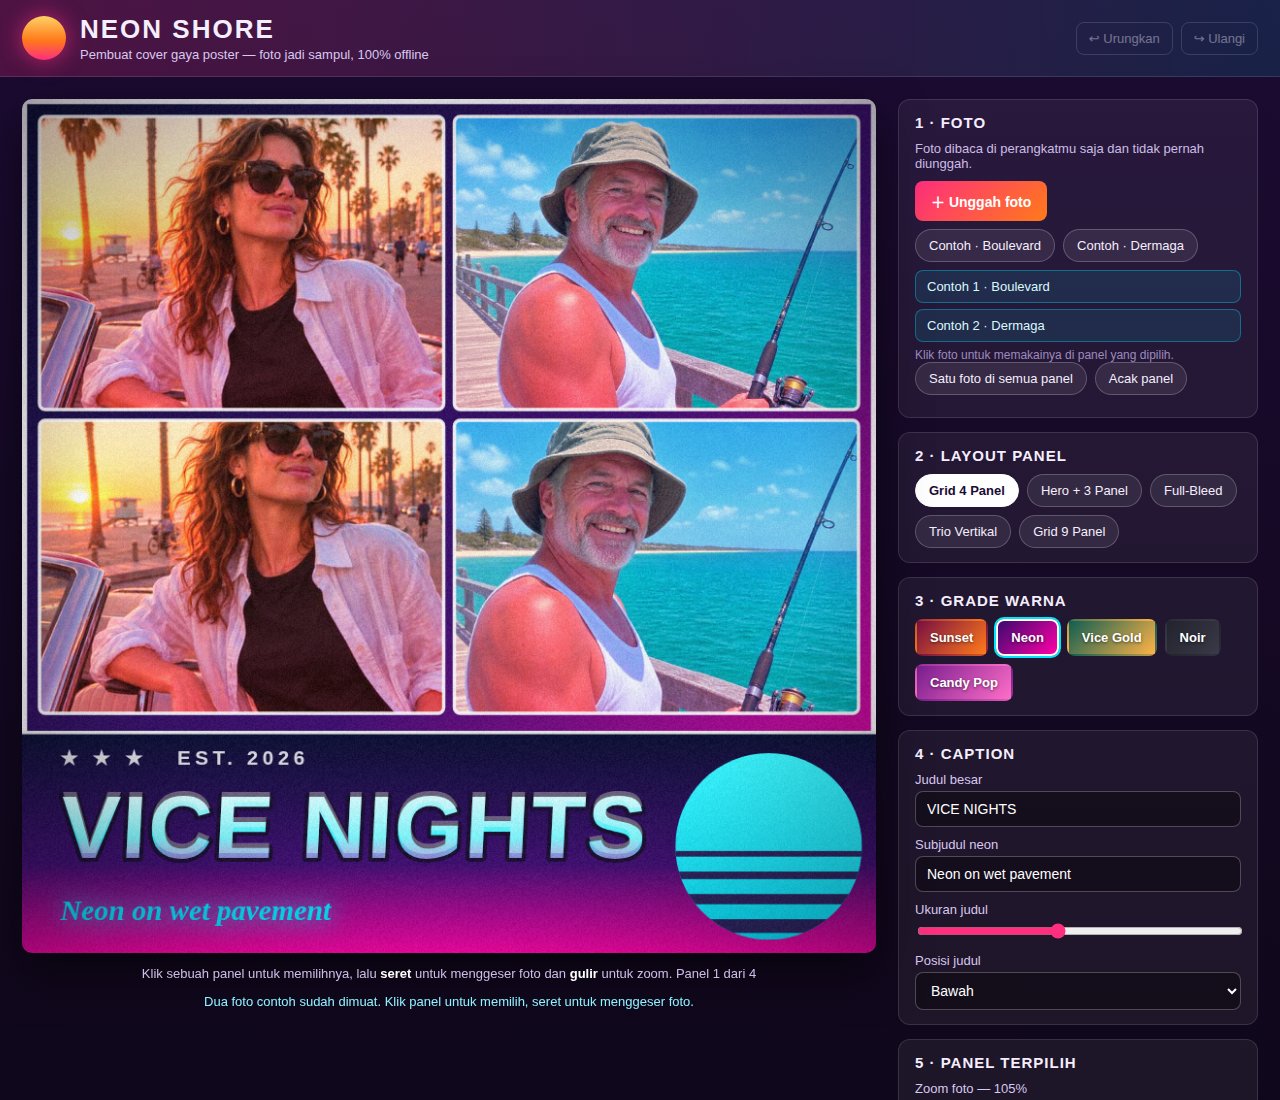 NEON SHORE
Pembuat cover gaya poster — foto jadi sampul, 100% offline
↩ Urungkan
↪ Ulangi
★ ★ ★ EST. 2026
VICE NIGHTS
Neon on wet pavement
Klik sebuah panel untuk memilihnya, lalu seret untuk menggeser foto dan gulir untuk zoom. Panel 1 dari 4
Dua foto contoh sudah dimuat. Klik panel untuk memilih, seret untuk menggeser foto.
1 · FOTO
Foto dibaca di perangkatmu saja dan tidak pernah
diunggah.
+ Unggah foto
Contoh · Boulevard
Contoh · Dermaga
Contoh 1 · Boulevard
Contoh 2 · Dermaga
Klik foto untuk memakainya di panel yang dipilih.
Satu foto di semua panel
Acak panel
2 · LAYOUT PANEL
Grid 4 Panel
Hero + 3 Panel
Full-Bleed
Trio Vertikal
Grid 9 Panel
3 · GRADE WARNA
Sunset
Neon
Vice Gold
Noir
Candy Pop
4 · CAPTION
Judul besar
VICE NIGHTS
Subjudul neon
Neon on wet pavement
Ukuran judul
Posisi judul
Bawah
5 · PANEL TERPILIH
Zoom foto — 105%